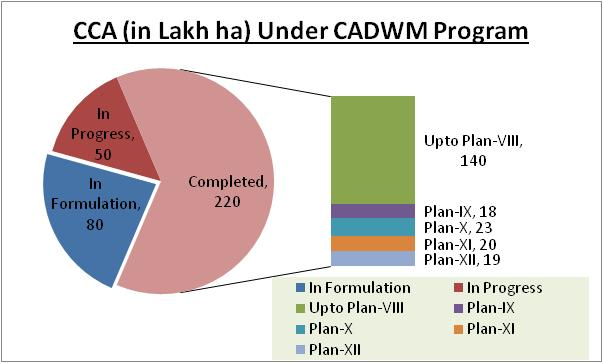 CCA (in Lakh ha) Under CADWM Program
In
Progress,
50
In
Formulation,
80
Completed,
220
Upto Plan-VIII,
140
Plan-IX, 18
Plan-X, 23
Plan-XI, 20
Plan-XII, 19
In Formulation
In Progress
Upto Plan-VIII
Plan-IX
Plan-X
Plan-XI
Plan-XII